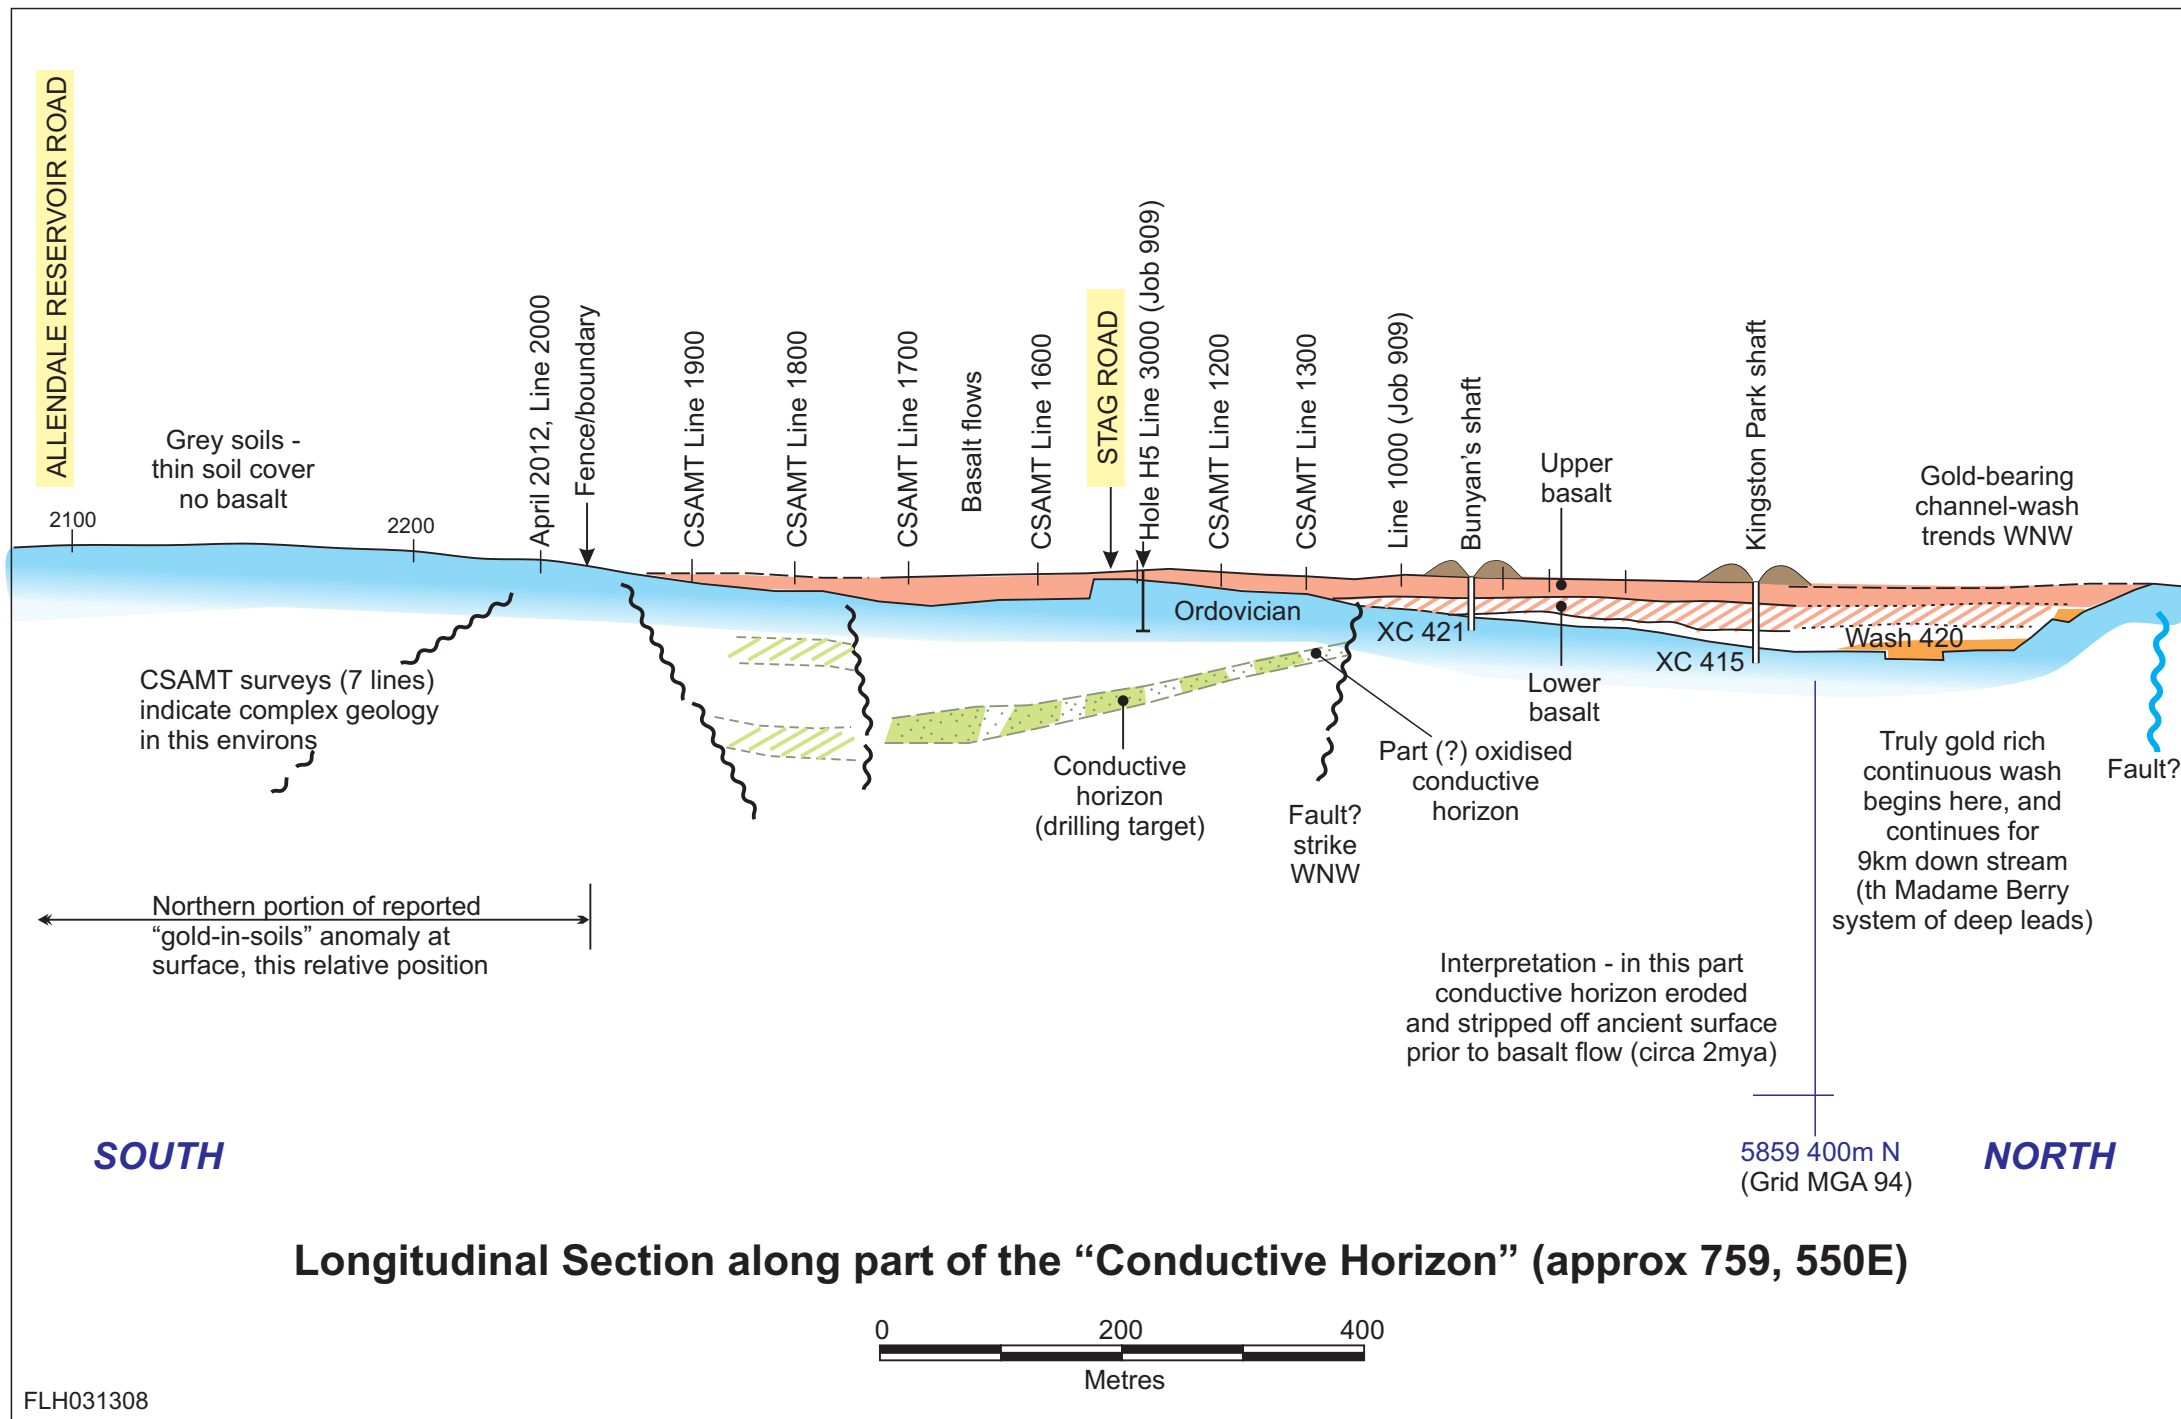 ALLENDALE RESERVOIR ROAD
Grey soils -
thin soil cover
no basalt
2100
2200
April 2012, Line 2000
Fence/boundary
CSAMT Line 1900
CSAMT Line 1800
CSAMT Line 1700
Basalt flows
CSAMT Line 1600
STAG ROAD
Hole H5 Line 3000 (Job 909)
CSAMT Line 1200
CSAMT Line 1300
Line 1000 (Job 909)
Bunyan's shaft
Upper
basalt
Kingston Park shaft
Gold-bearing
channel-wash
trends WNW
Ordovician
XC 421
XC 415
Wash 420
CSAMT surveys (7 lines)
indicate complex geology
in this environs
Conductive
horizon
(drilling target)
Fault?
strike
WNW
Part (?) oxidised
conductive
horizon
Lower
basalt
Truly gold rich
continuous wash
begins here, and
continues for
9km down stream
(th Madame Berry
system of deep leads)
Fault?
Northern portion of reported
“gold-in-soils” anomaly at
surface, this relative position
Interpretation - in this part
conductive horizon eroded
and stripped off ancient surface
prior to basalt flow (circa 2mya)
SOUTH
5859 400m N
(Grid MGA 94)
NORTH
Longitudinal Section along part of the “Conductive Horizon” (approx 759, 550E)
0 200 400
Metres
FLH031308